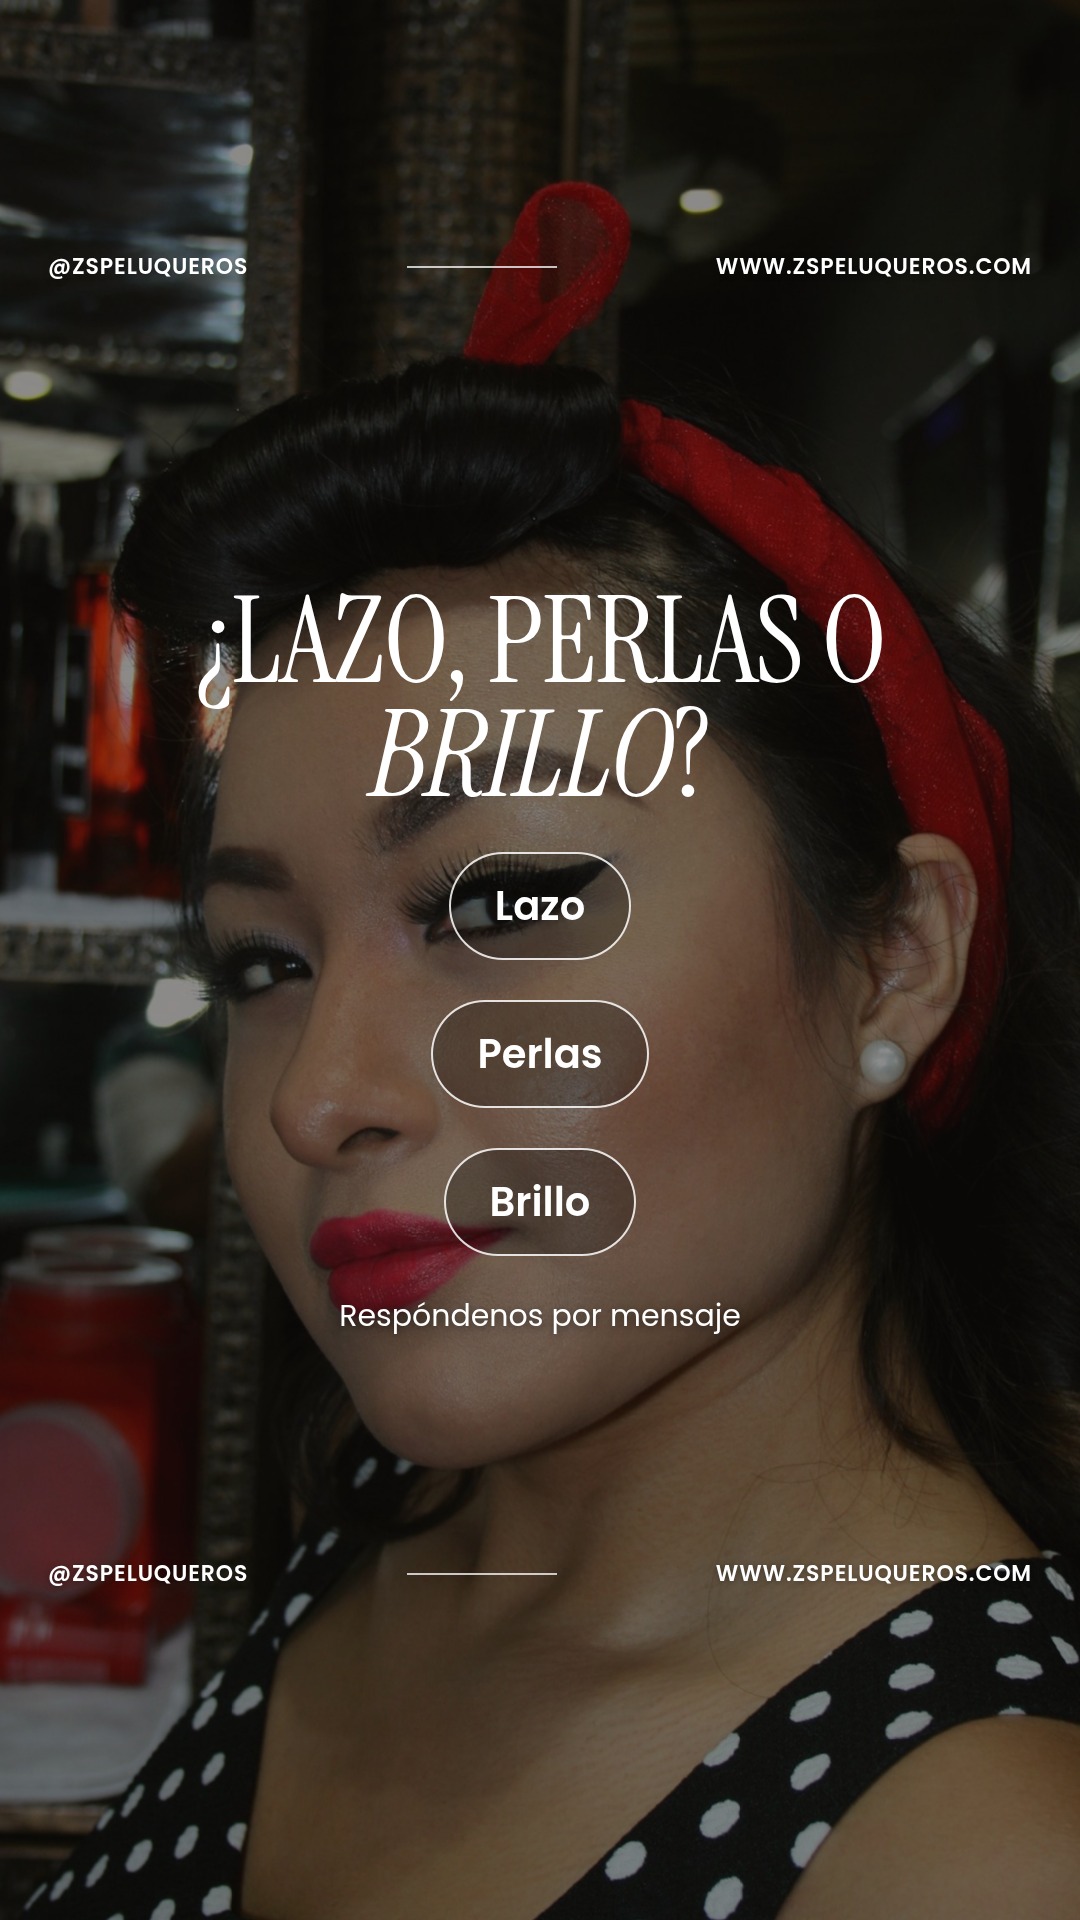 @ZSPELUQUEROS WWW.ZSPELUQUEROS.COM
¿LAZO, PERLAS O
BRILLO?
Lazo
Perlas
Brillo
Respóndenos por mensaje
@ZSPELUQUEROS WWW.ZSPELUQUEROS.COM